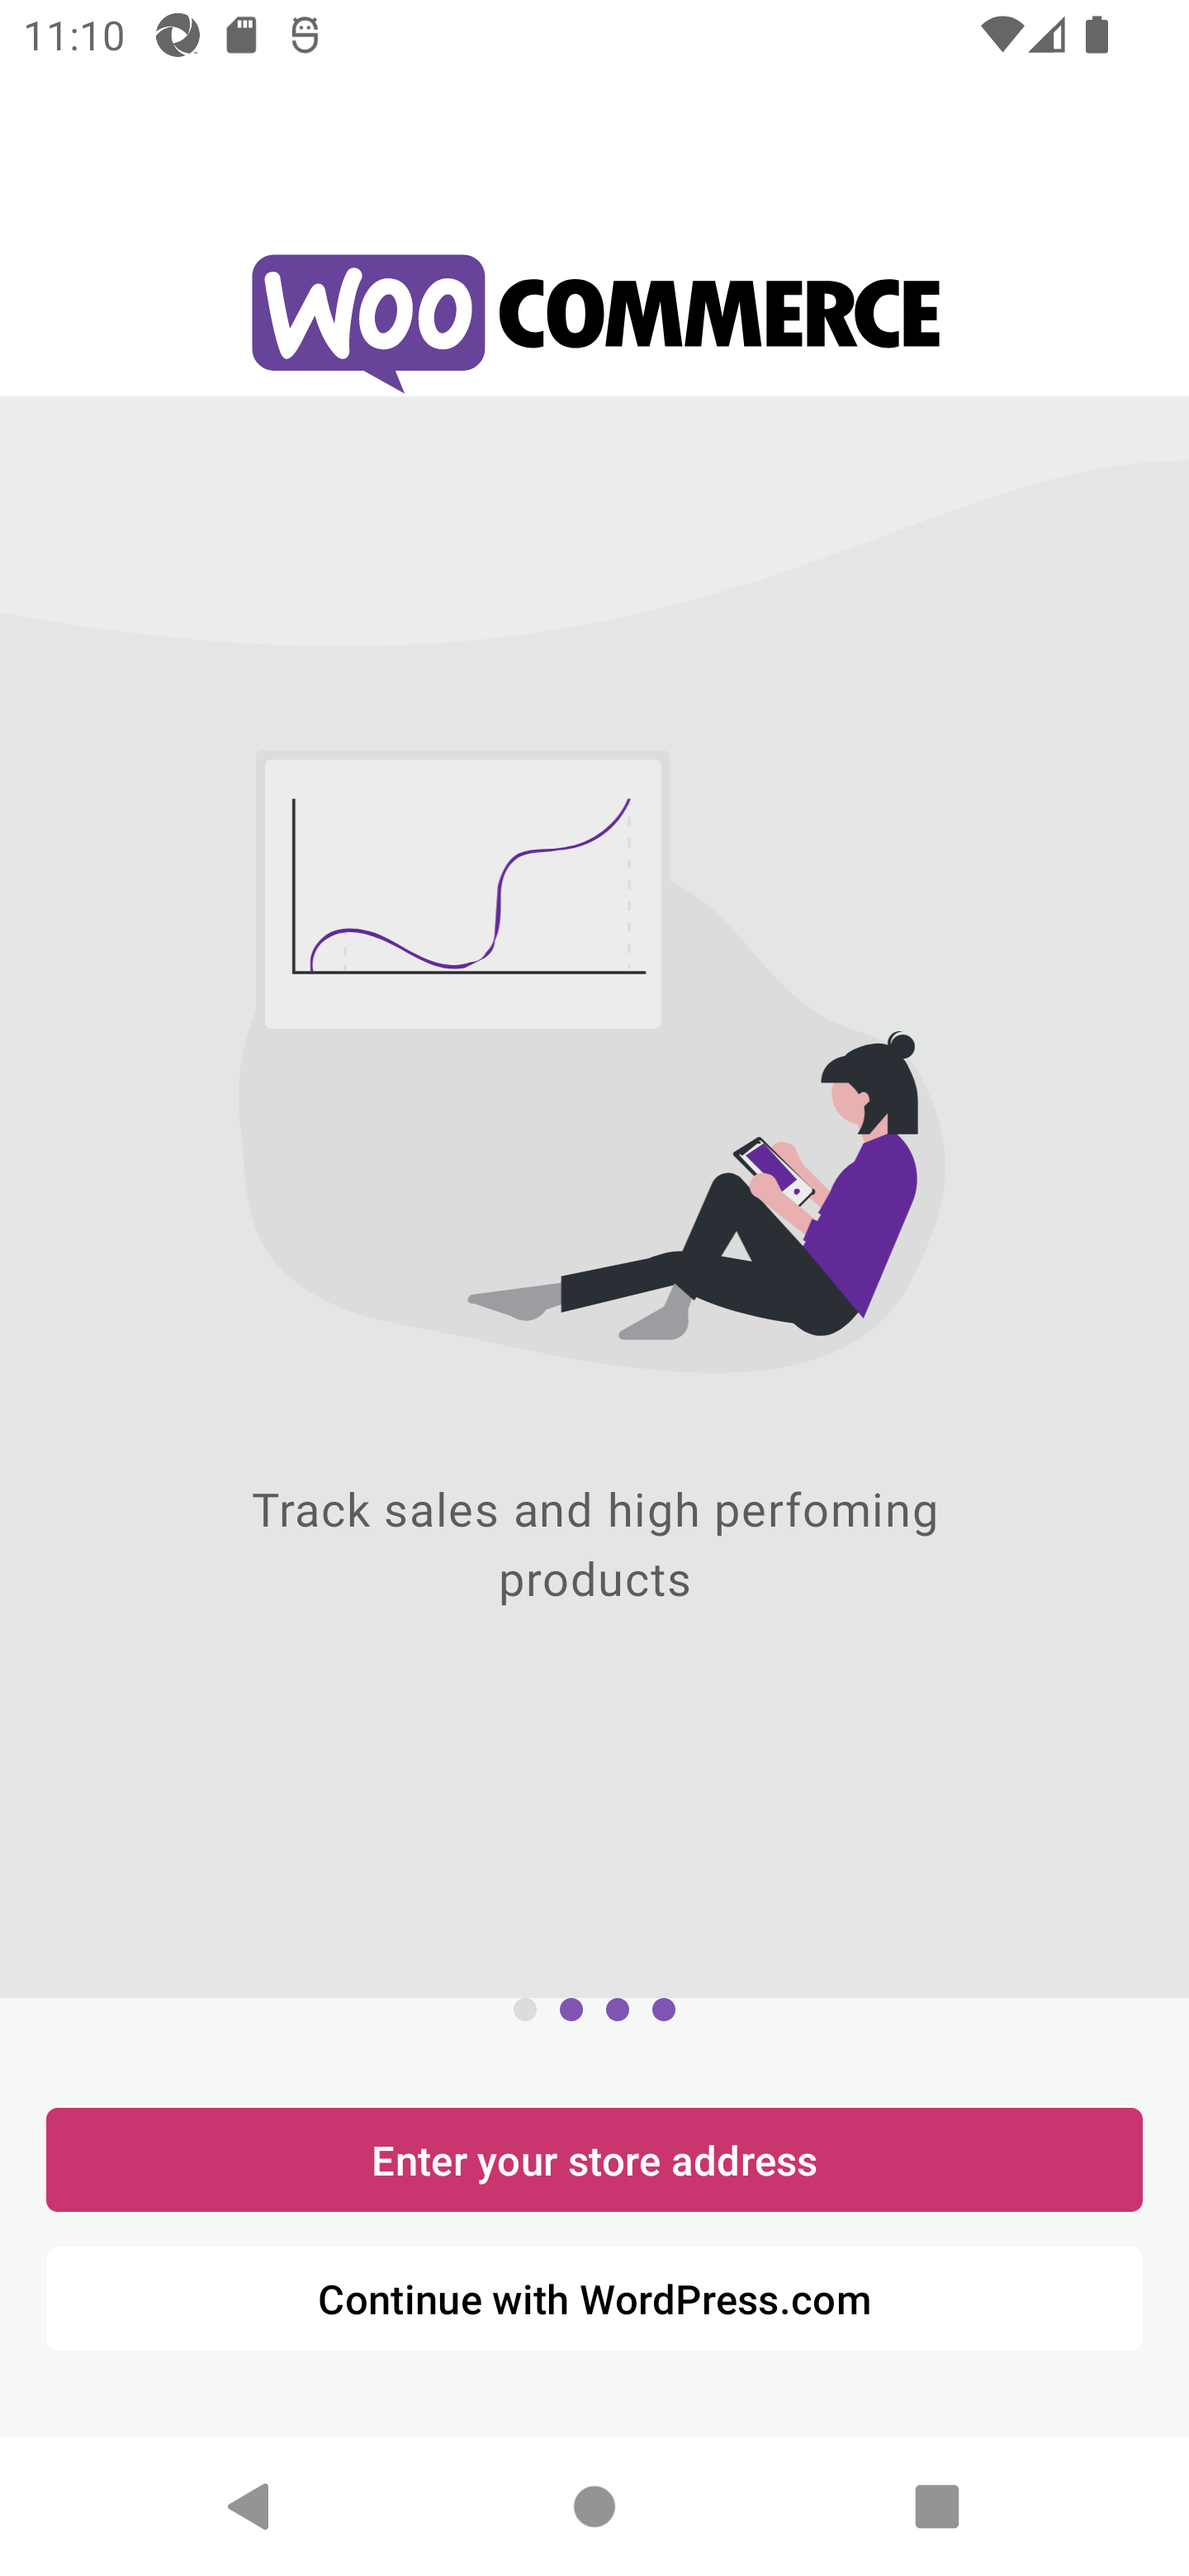 11:10
WOO COMMERCE
Track sales and high perfoming
products
Enter your store address
Continue with WordPress.com